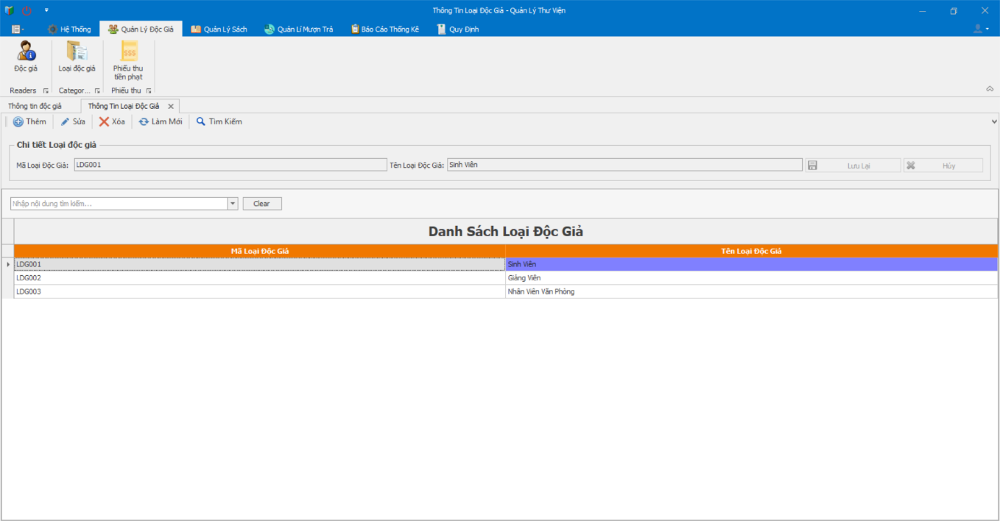 Thông Tin Loại Độc Giả - Quản Lý Thư Viện
Hệ Thống Quản Lý Độc Giả Quản Lý Sách Quản Lí Mượn Trả Báo Cáo Thống Kê Quy Định
Độc giả Loại độc giả Phiếu thu
tiền phạt
Readers Categor... Phiếu thu
Thông tin độc giả Thông Tin Loại Độc Giả
Thêm Sửa Xóa Làm Mới Tìm Kiếm
Chi tiết Loại độc giả
Mã Loại Độc Giả: LDG001 Tên Loại Độc Giả: Sinh Viên Lưu Lại Hủy
Nhập nội dung tìm kiếm... Clear
Danh Sách Loại Độc Giả
Mã Loại Độc Giả Tên Loại Độc Giả
LDG001 Sinh Viên
LDG002 Giảng Viên
LDG003 Nhân Viên Văn Phòng